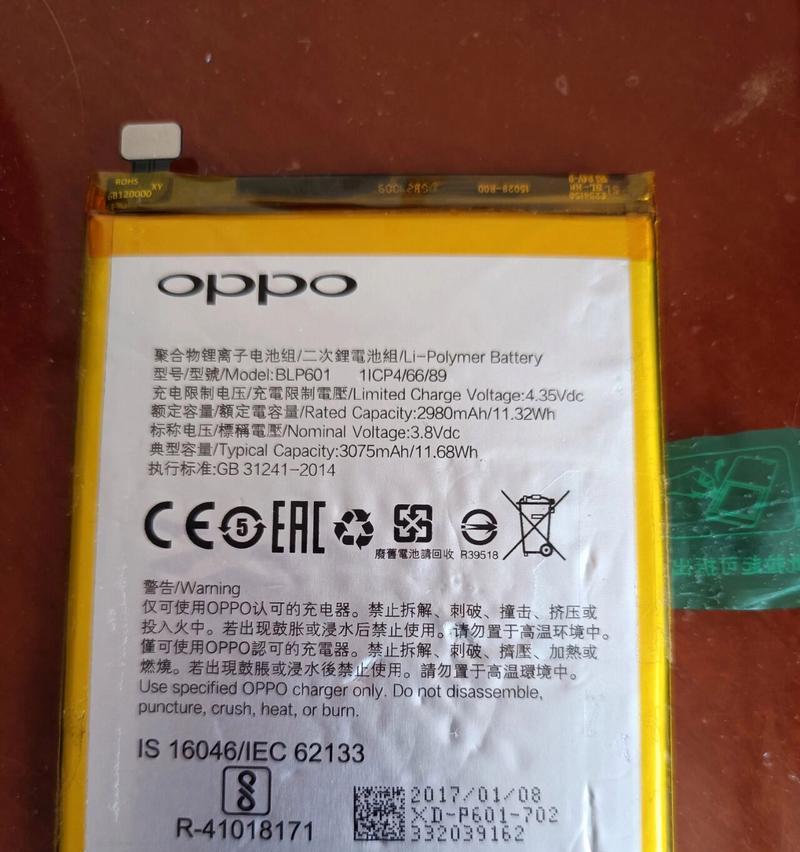 ROHS XY
GB120000
15029-R00
E254150
oppo
聚合物锂离子电池组/二次鋰電池組/Li-Polymer Battery
型号/型號/Model:BLP601 1ICP4/66/89
充电限制电压/充電限制電壓/Limited Charge Voltage:4.35Vdc
额定容量/額定電容量/Rated Capacity:2980mAh/11.32Wh
标称电压/標稱電壓/Nominal Voltage:3.8Vdc
典型容量/Typical Capacity:3075mAh/11.68Wh
执行标准:GB 31241-2014
CE 5 EAC
廢舊電池請回收 R39518
警告/Warning
仅可使用OPPO认可的充电器。禁止拆解、刺破、撞击、挤压或
投入火中。若出现鼓胀或浸水后禁止使用。请勿置于高温环境中。
僅可使用OPPO認可的充電器。禁止拆解、刺破、擠壓、加熱或
燃燒。若出現鼓脹或浸水後禁止使用。請勿置于高溫環境中。
Use specified OPPO charger only. Do not disassemble,
puncture, crush, heat, or burn.
IS 16046/IEC 62133
R-41018171
2017/01/08
XD-P601-702
332039162